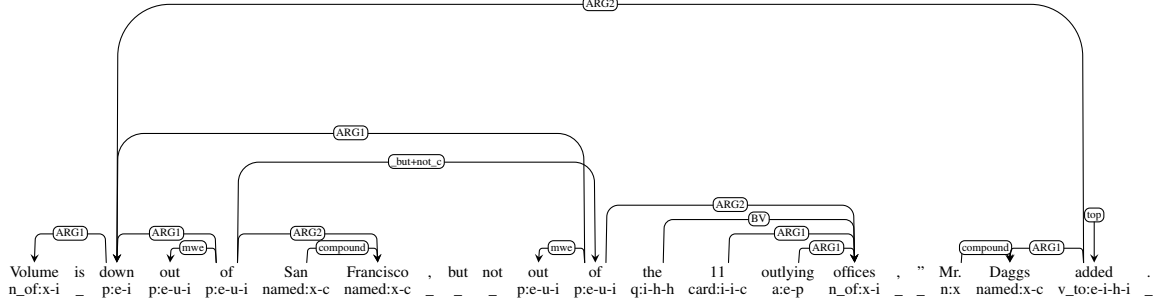 ARG2
ARG1
_but+not_c
ARG2
top
BV
ARG1 ARG1 ARG2 ARG1
mwe compound mwe ARG1 compound ARG1
Volume is down out of San Francisco , but not out of the 11 outlying offices , ” Mr. Daggs added .
n_of:x-i _ p:e-i p:e-u-i p:e-u-i named:x-c named:x-c _ _ _ p:e-u-i p:e-u-i q:i-h-h card:i-i-c a:e-p n_of:x-i _ _ n:x named:x-c v_to:e-i-h-i _